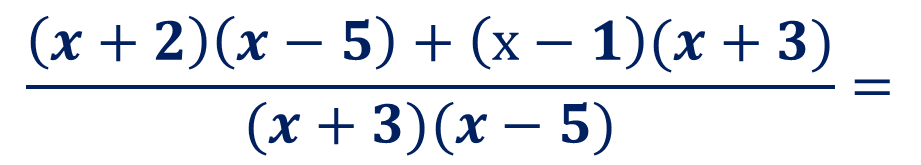 (x + 2)(x − 5) + (x − 1)(x + 3)
(x + 3)(x − 5)
=